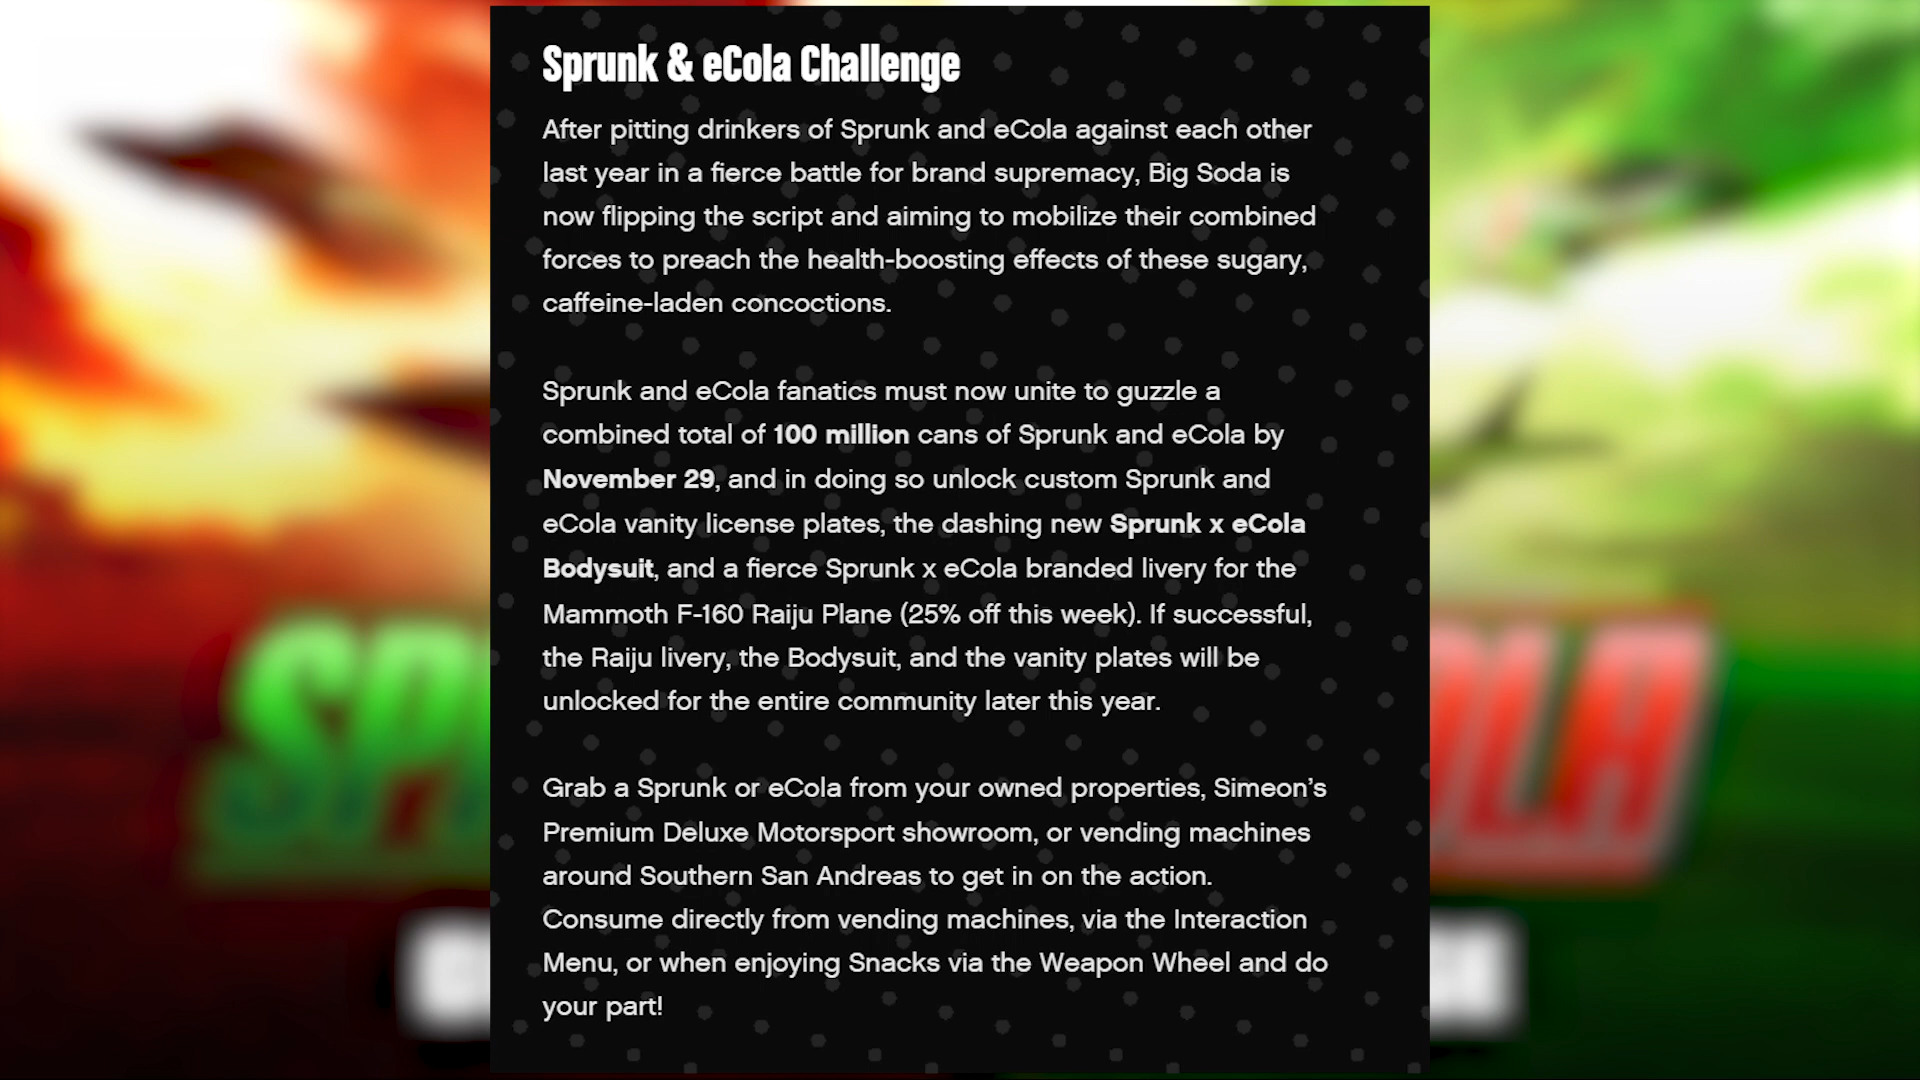 Sprunk & eCola Challenge
After pitting drinkers of Sprunk and eCola against each other
last year in a fierce battle for brand supremacy, Big Soda is
now flipping the script and aiming to mobilize their combined
forces to preach the health-boosting effects of these sugary,
caffeine-laden concoctions.
Sprunk and eCola fanatics must now unite to guzzle a
combined total of 100 million cans of Sprunk and eCola by
November 29, and in doing so unlock custom Sprunk and
eCola vanity license plates, the dashing new Sprunk x eCola
Bodysuit, and a fierce Sprunk x eCola branded livery for the
Mammoth F-160 Raiju Plane (25% off this week). If successful,
the Raiju livery, the Bodysuit, and the vanity plates will be
unlocked for the entire community later this year.
Grab a Sprunk or eCola from your owned properties, Simeon's
Premium Deluxe Motorsport showroom, or vending machines
around Southern San Andreas to get in on the action.
Consume directly from vending machines, via the Interaction
Menu, or when enjoying Snacks via the Weapon Wheel and do
your part!
SP
OLA